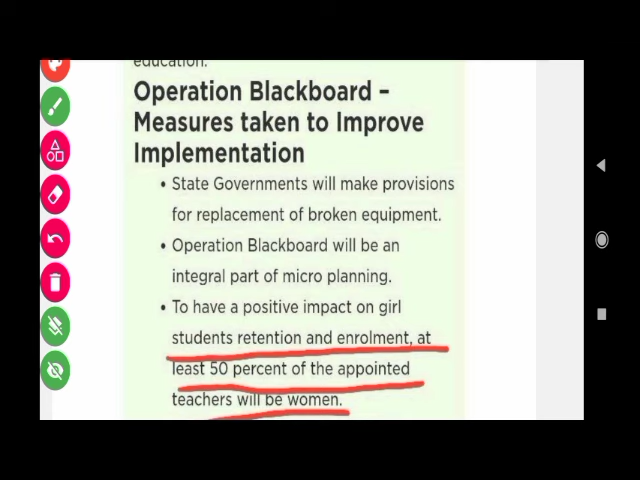 education.
Operation Blackboard –
Measures taken to Improve
Implementation
• State Governments will make provisions
for replacement of broken equipment.
• Operation Blackboard will be an
integral part of micro planning.
• To have a positive impact on girl
students retention and enrolment, at
least 50 percent of the appointed
teachers will be women.